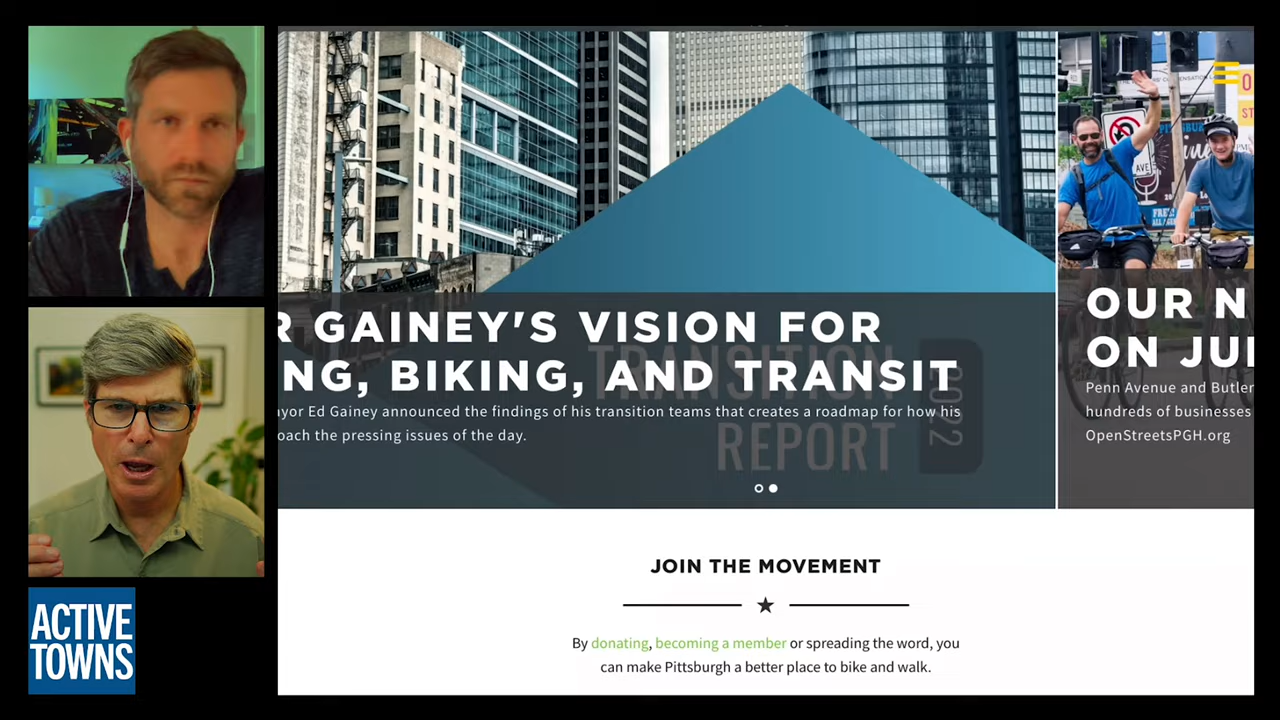 R GAINEY'S VISION FOR
NG, BIKING, AND TRANSIT
yor Ed Gainey announced the findings of his transition teams that creates a roadmap for how his
oach the pressing issues of the day.
TRANSITION
REPORT
2022
OUR N
ON JU
Penn Avenue and Butler
hundreds of businesses
OpenStreetsPGH.org
AVE
JOIN THE MOVEMENT
By donating, becoming a member or spreading the word, you
can make Pittsburgh a better place to bike and walk.
ACTIVE
TOWNS